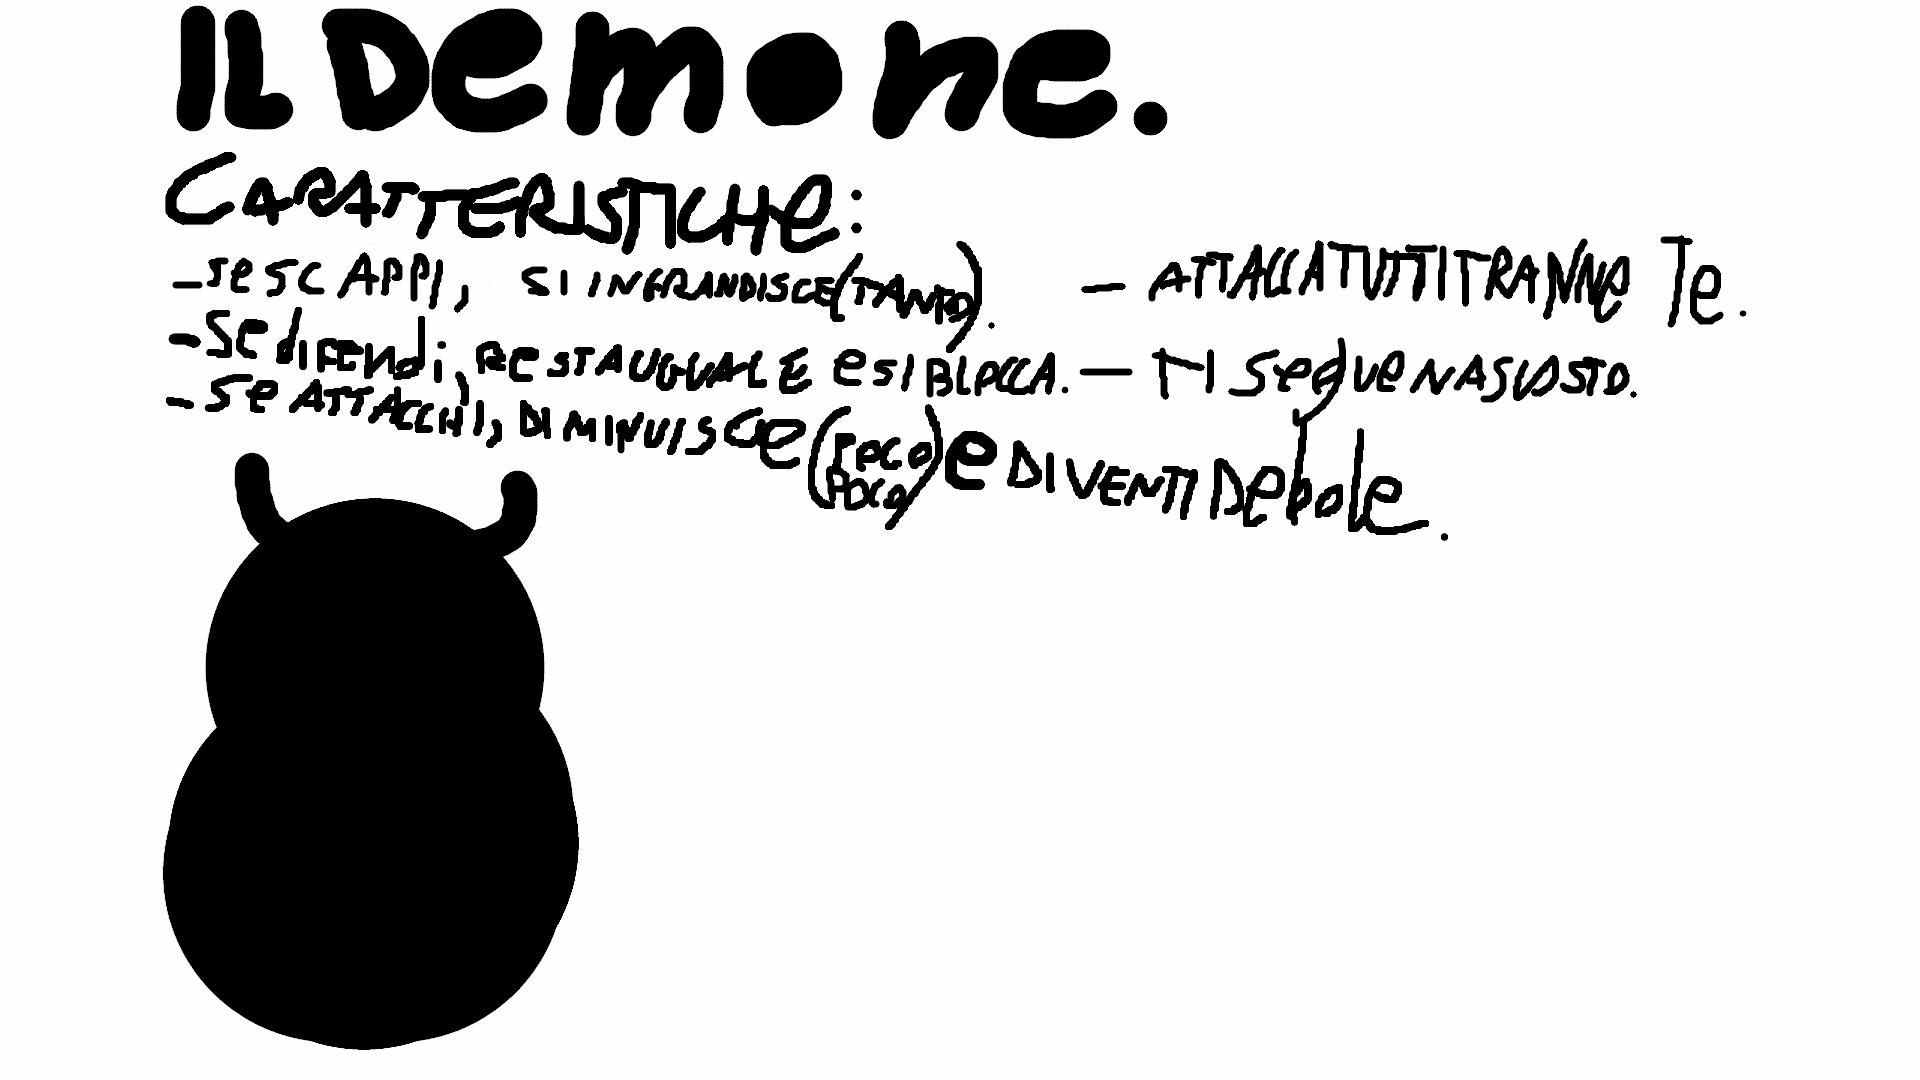 IL Demone.
CARATTERISTICHe:
- Se SCAPPI, SI INGRANDISCE (TANTO).
- Se difendi, ReSTA UGUALE e SI BLOCCA.
- Se ATTACCHI, DIMINUISCe (POCO POCO) e DIVENTI Debole.
- ATTACCA TUTTI TRANNe Te.
- TI SegUe NASCOSTO.